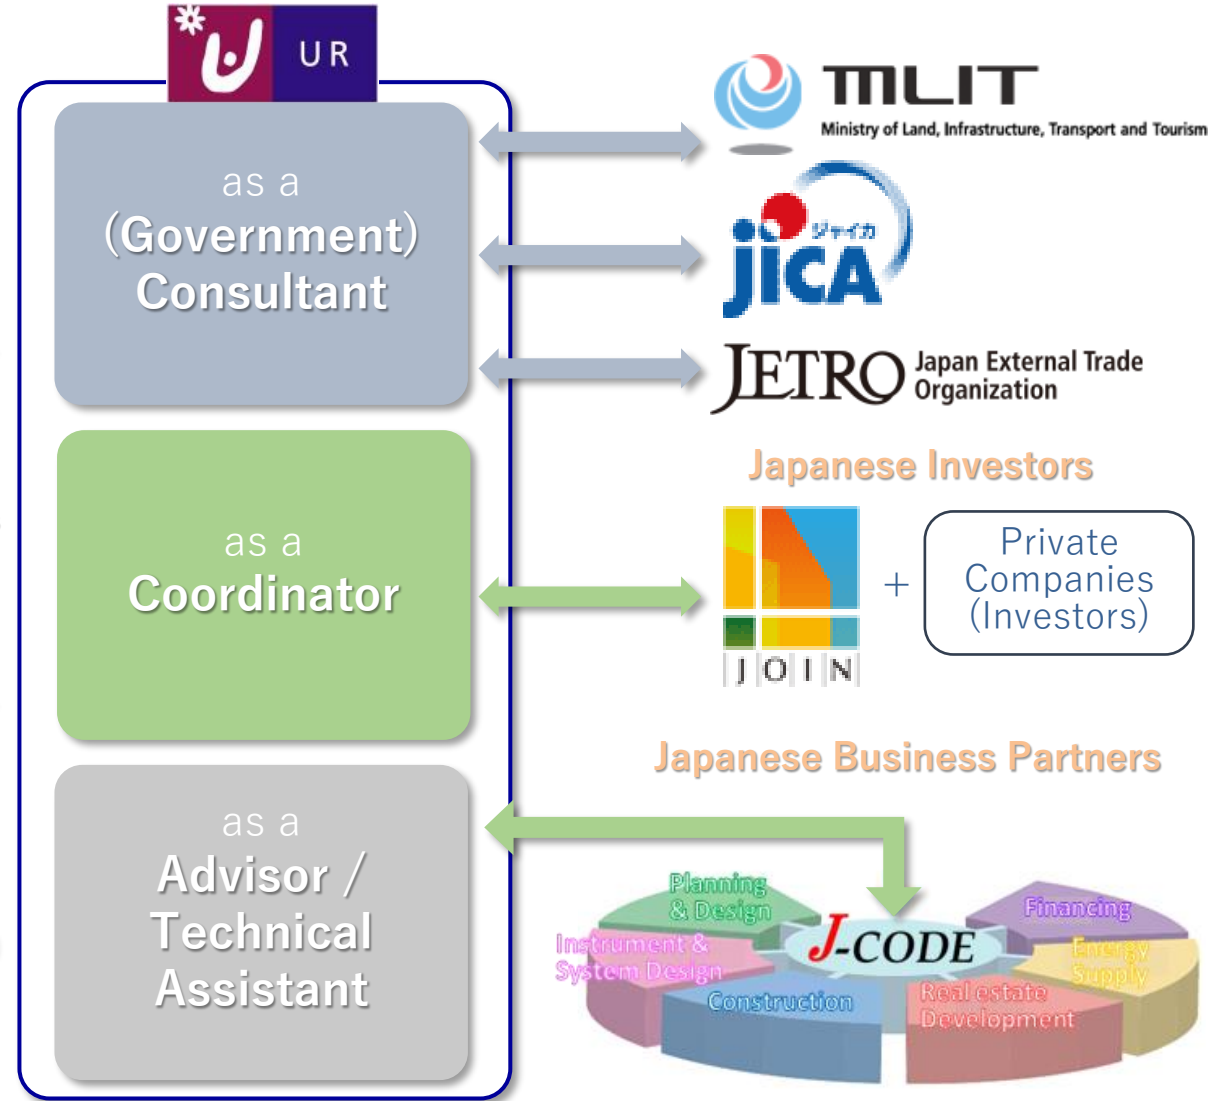 UR
as a
(Government)
Consultant
as a
Coordinator
as a
Advisor /
Technical
Assistant
MLIT
Ministry of Land, Infrastructure, Transport and Tourism
ジャイカ
jICA
JETRO Japan External Trade
Organization
Japanese Investors
JOIN
+
Private
Companies
(Investors)
Japanese Business Partners
Planning
& Design
Financing
Instrument &
System Design
J-CODE
Energy
Supply
Construction
Real estate
Development